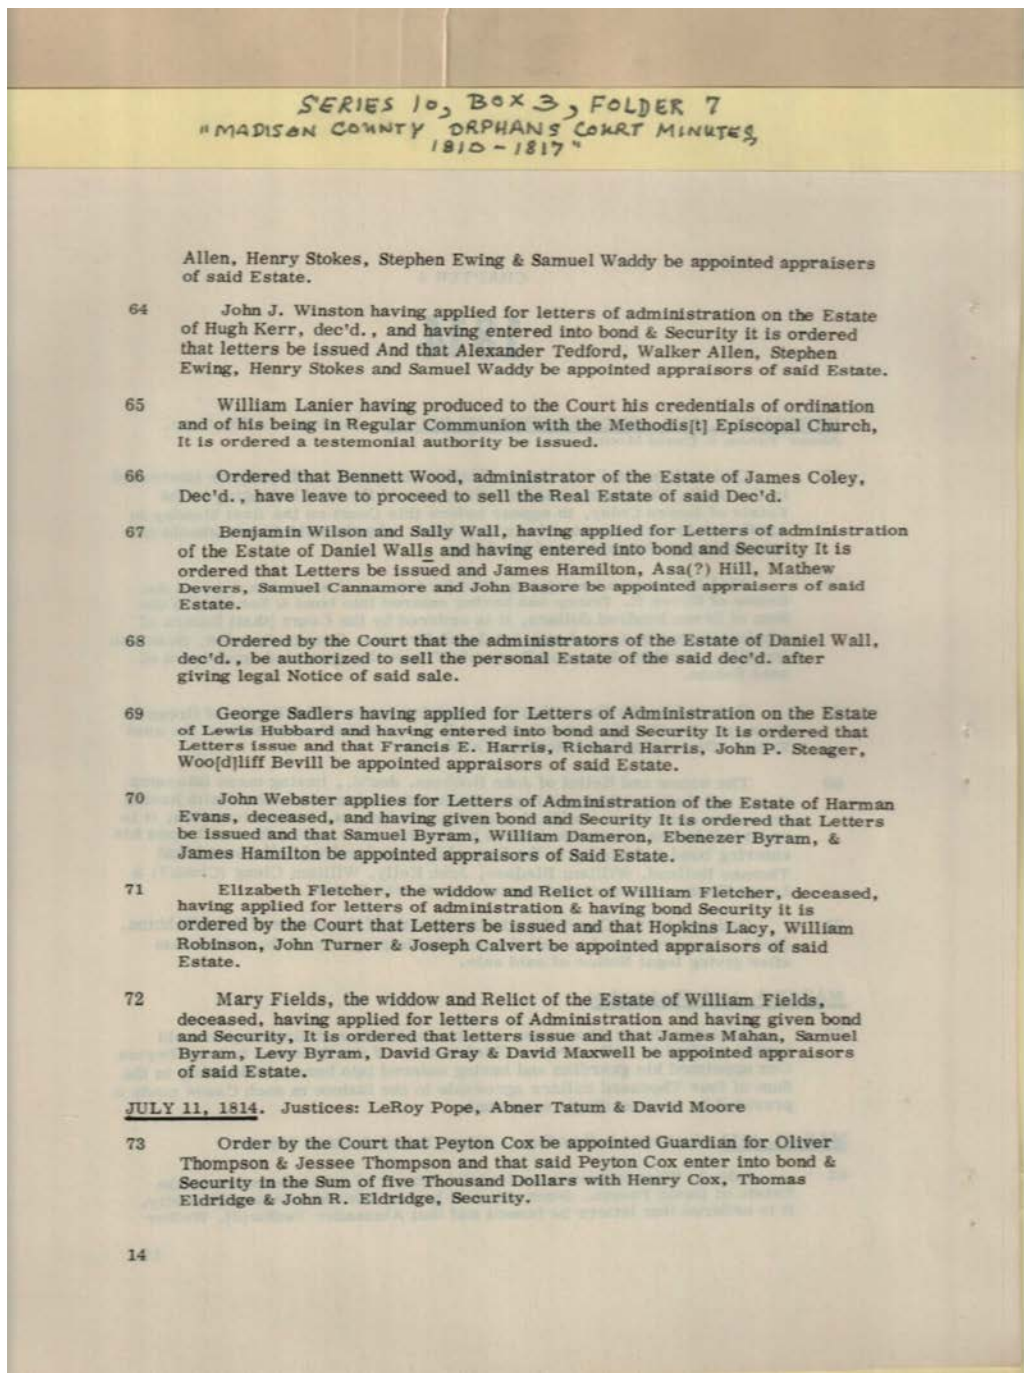 SERIES 10, BOX 3, FOLDER 7
"MADISON COUNTY ORPHANS COURT MINUTES,
1810-1817"
Allen, Henry Stokes, Stephen Ewing & Samuel Waddy be appointed appraisers
of said Estate.
64 John J. Winston having applied for letters of administration on the Estate
of Hugh Kerr, dec'd., and having entered into bond & Security it is ordered
that letters be issued And that Alexander Tedford, Walker Allen, Stephen
Ewing, Henry Stokes and Samuel Waddy be appointed appraisors of said Estate.
65 William Lanier having produced to the Court his credentials of ordination
and of his being in Regular Communion with the Methodis[t] Episcopal Church,
It is ordered a testemonial authority be issued.
66 Ordered that Bennett Wood, administrator of the Estate of James Coley,
Dec'd., have leave to proceed to sell the Real Estate of said Dec'd.
67 Benjamin Wilson and Sally Wall, having applied for Letters of administration
of the Estate of Daniel Walls and having entered into bond and Security It is
ordered that Letters be issued and James Hamilton, Asa(?) Hill, Mathew
Devers, Samuel Cannamore and John Basore be appointed appraisers of said
Estate.
68 Ordered by the Court that the administrators of the Estate of Daniel Wall,
dec'd., be authorized to sell the personal Estate of the said dec'd. after
giving legal Notice of said sale.
69 George Sadlers having applied for Letters of Administration on the Estate
of Lewis Hubbard and having entered into bond and Security It is ordered that
Letters issue and that Francis E. Harris, Richard Harris, John P. Steager,
Woo[d]liff Bevill be appointed appraisors of said Estate.
70 John Webster applies for Letters of Administration of the Estate of Harman
Evans, deceased, and having given bond and Security It is ordered that Letters
be issued and that Samuel Byram, William Dameron, Ebenezer Byram, &
James Hamilton be appointed appraisors of Said Estate.
71 Elizabeth Fletcher, the widdow and Relict of William Fletcher, deceased,
having applied for letters of administration & having bond Security it is
ordered by the Court that Letters be issued and that Hopkins Lacy, William
Robinson, John Turner & Joseph Calvert be appointed appraisors of said
Estate.
72 Mary Fields, the widdow and Relict of the Estate of William Fields,
deceased, having applied for letters of Administration and having given bond
and Security, It is ordered that letters issue and that James Mahan, Samuel
Byram, Levy Byram, David Gray & David Maxwell be appointed appraisors
of said Estate.
JULY 11, 1814. Justices: LeRoy Pope, Abner Tatum & David Moore
73 Order by the Court that Peyton Cox be appointed Guardian for Oliver
Thompson & Jessee Thompson and that said Peyton Cox enter into bond &
Security in the Sum of five Thousand Dollars with Henry Cox, Thomas
Eldridge & John R. Eldridge, Security.
14